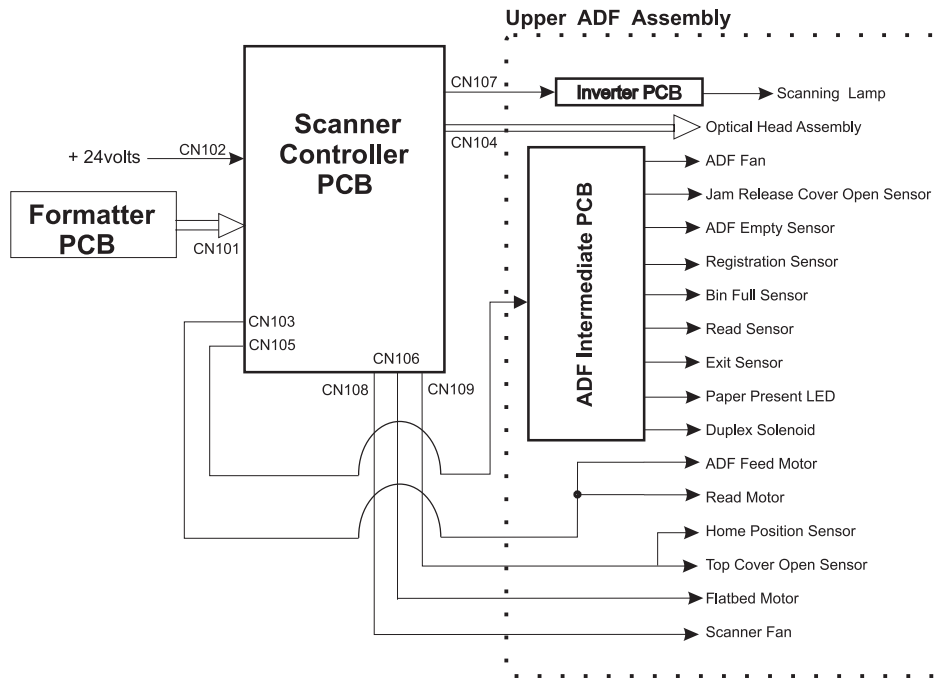 Upper ADF Assembly
CN107
Inverter PCB
Scanning Lamp
Scanner
Controller
PCB
CN104
Optical Head Assembly
+ 24volts
CN102
ADF Fan
Formatter
PCB
CN101
ADF Intermediate PCB
Jam Release Cover Open Sensor
ADF Empty Sensor
Registration Sensor
Bin Full Sensor
CN103
Read Sensor
CN105
CN106
Exit Sensor
CN108
CN109
Paper Present LED
Duplex Solenoid
ADF Feed Motor
Read Motor
Home Position Sensor
Top Cover Open Sensor
Flatbed Motor
Scanner Fan